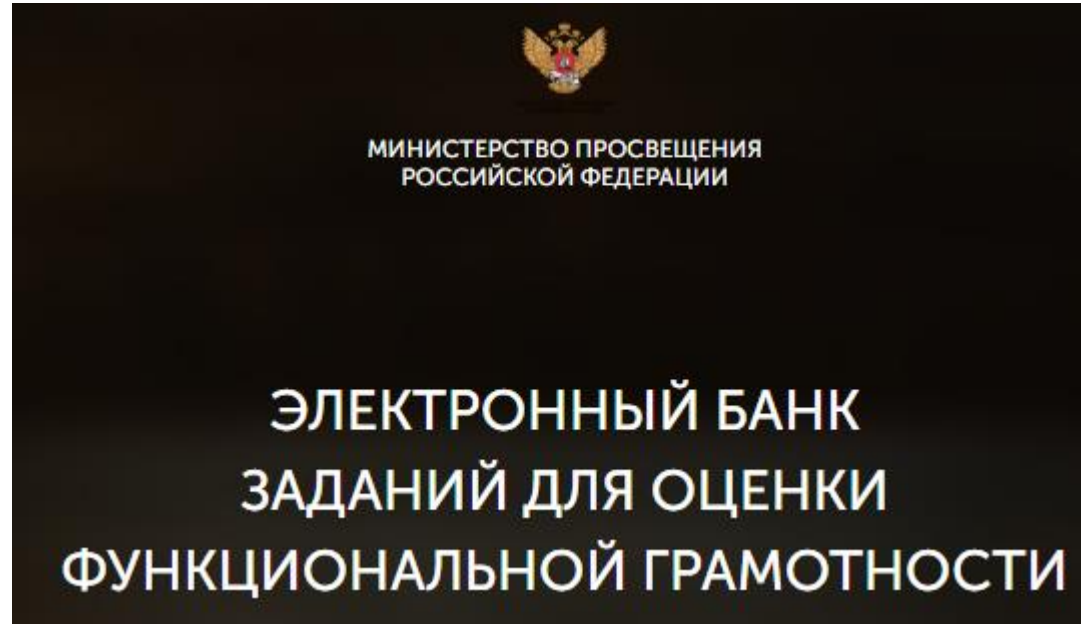 МИНИСТЕРСТВО ПРОСВЕЩЕНИЯ
РОССИЙСКОЙ ФЕДЕРАЦИИ
ЭЛЕКТРОННЫЙ БАНК
ЗАДАНИЙ ДЛЯ ОЦЕНКИ
ФУНКЦИОНАЛЬНОЙ ГРАМОТНОСТИ